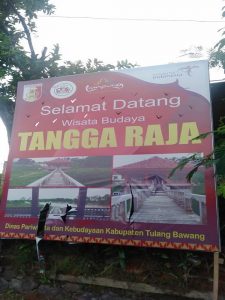 Selamat Datang
Wisata Budaya
TANGGA RAJA
Dinas Pariwisata dan Kebudayaan Kabupaten Tulang Bawang